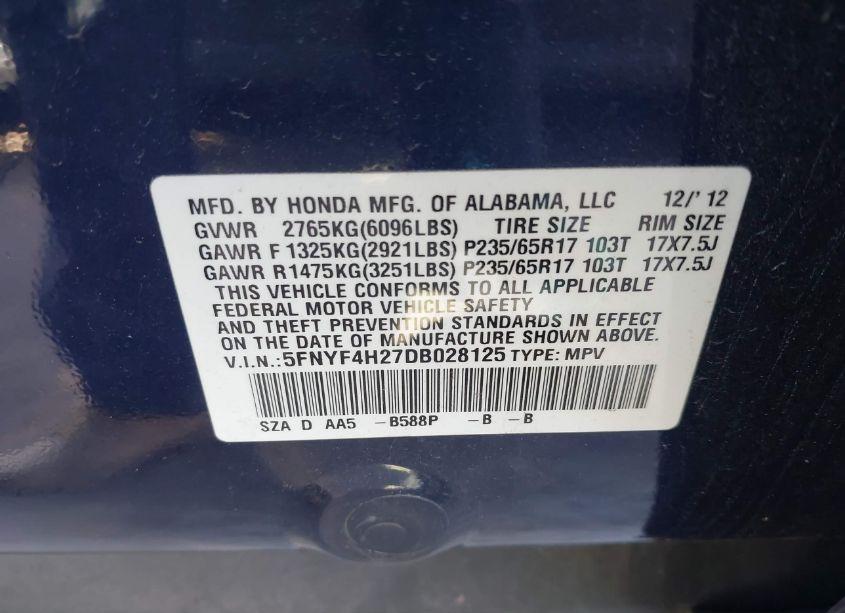 MFD. BY HONDA MFG. OF ALABAMA, LLC 12/' 12
GVWR 2765KG(6096LBS) TIRE SIZE RIM SIZE
GAWR F 1325KG(2921LBS) P235/65R17 103T 17X7.5J
GAWR R1475KG(3251LBS) P235/65R17 103T 17X7.5J
THIS VEHICLE CONFORMS TO ALL APPLICABLE
FEDERAL MOTOR VEHICLE SAFETY
AND THEFT PREVENTION STANDARDS IN EFFECT
ON THE DATE OF MANUFACTURE SHOWN ABOVE.
V.I.N.:5FNYF4H27DB028125 TYPE: MPV
SZA D AA5 -B588P -B -B